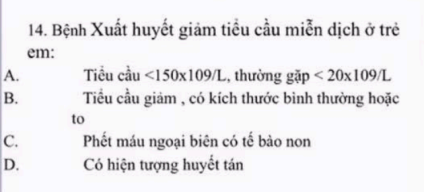 14. Bệnh Xuất huyết giảm tiểu cầu miễn dịch ở trẻ
em:
A. Tiểu cầu <150x109/L, thường gặp < 20x109/L
B. Tiểu cầu giảm , có kích thước bình thường hoặc
to
C. Phết máu ngoại biên có tế bào non
D. Có hiện tượng huyết tán